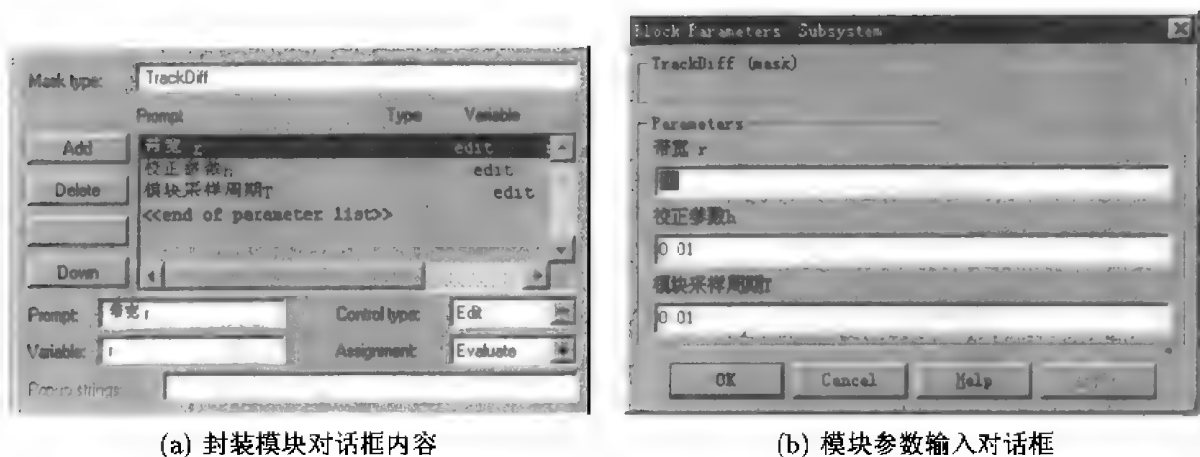 Mask type:
TrackDiff
Prompt Type Variable
Add
Delete
Down
带宽 r edit
校正参数h edit
模块采样周期T edit
<<end of parameter list>>
Prompt: 带宽 r
Control type: Edit
Variable: r
Assignment: Evaluate
Popup strings:
(a) 封装模块对话框内容
Block Parameters Subsystem
TrackDiff (mask)
Parameters
带宽 r
校正参数h
0 01
模块采样周期T
0 01
OK
Cancel
Help
(b) 模块参数输入对话框